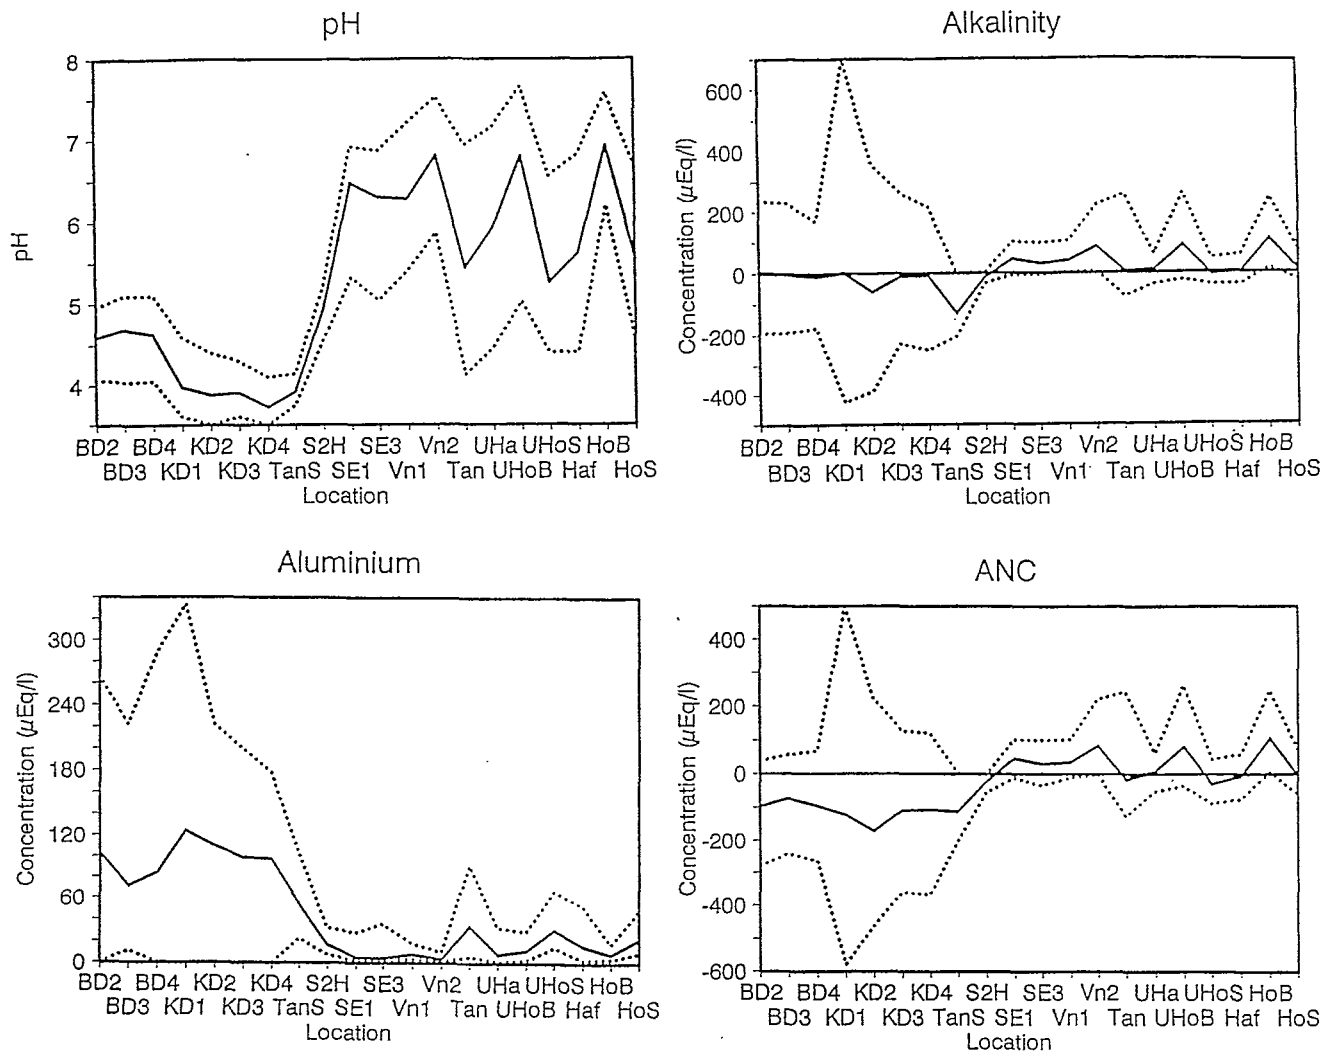 pH
8
7
6
5
4
pH
BD2 BD4 KD2 KD4 S2H SE3 Vn2 UHa UHoS HoB
BD3 KD1 KD3 TanS SE1 Vn1 Tan UHoB Haf HoS
Location
Alkalinity
600
400
200
0
-200
-400
Concentration (μEq/l)
BD2 BD4 KD2 KD4 S2H SE3 Vn2 UHa UHoS HoB
BD3 KD1 KD3 TanS SE1 Vn1 Tan UHoB Haf HoS
Location
Aluminium
300
240
180
120
60
0
Concentration (μEq/l)
BD2 BD4 KD2 KD4 S2H SE3 Vn2 UHa UHoS HoB
BD3 KD1 KD3 TanS SE1 Vn1 Tan UHoB Haf HoS
Location
ANC
400
200
0
-200
-400
-600
Concentration (μEq/l)
BD2 BD4 KD2 KD4 S2H SE3 Vn2 UHa UHoS HoB
BD3 KD1 KD3 TanS SE1 Vn1 Tan UHoB Haf HoS
Location